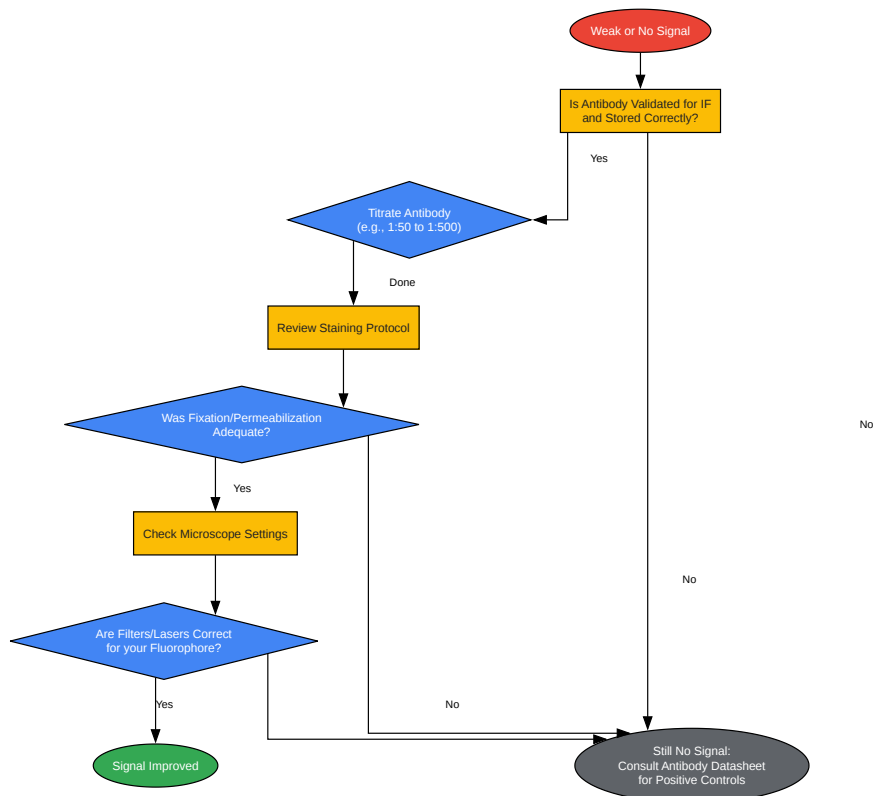 Weak or No Signal
Is Antibody Validated for IF
and Stored Correctly?
Yes
Titrate Antibody
(e.g., 1:50 to 1:500)
Done
Review Staining Protocol
Was Fixation/Permeabilization
Adequate?
No
Yes
Check Microscope Settings
No
Are Filters/Lasers Correct
for your Fluorophore?
Yes
No
Signal Improved
Still No Signal:
Consult Antibody Datasheet
for Positive Controls